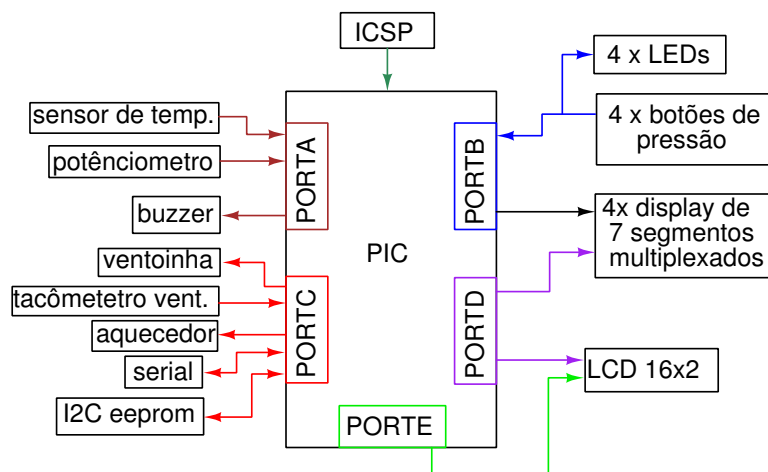 ICSP
4 x LEDs
sensor de temp.
4 x botões de
pressão
potênciometro
PORTA
PORTB
buzzer
4x display de
7 segmentos
multiplexados
PIC
ventoinha
tacômetetro vent.
PORTC
PORTD
aquecedor
serial
LCD 16x2
I2C eeprom
PORTE